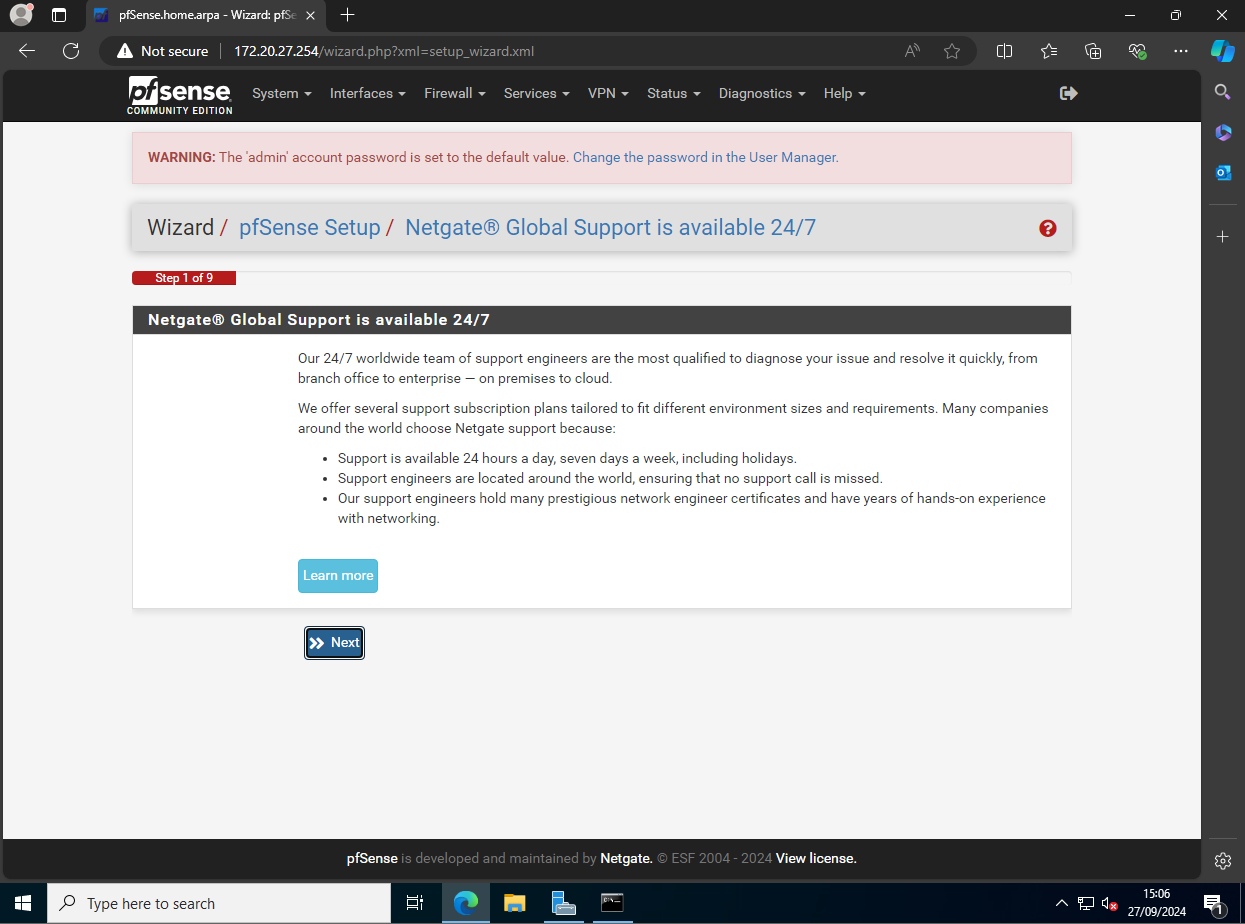 pfSense.home.arpa - Wizard: pfSe
Not secure 172.20.27.254/wizard.php?xml=setup_wizard.xml
pfsense
COMMUNITY EDITION
System Interfaces Firewall Services VPN Status Diagnostics Help
WARNING: The 'admin' account password is set to the default value. Change the password in the User Manager.
Wizard / pfSense Setup / Netgate® Global Support is available 24/7
Step 1 of 9
Netgate® Global Support is available 24/7
Our 24/7 worldwide team of support engineers are the most qualified to diagnose your issue and resolve it quickly, from
branch office to enterprise — on premises to cloud.
We offer several support subscription plans tailored to fit different environment sizes and requirements. Many companies
around the world choose Netgate support because:
• Support is available 24 hours a day, seven days a week, including holidays.
• Support engineers are located around the world, ensuring that no support call is missed.
• Our support engineers hold many prestigious network engineer certificates and have years of hands-on experience
with networking.
Learn more
Next
pfSense is developed and maintained by Netgate. © ESF 2004 - 2024 View license.
Type here to search
15:06
27/09/2024
1